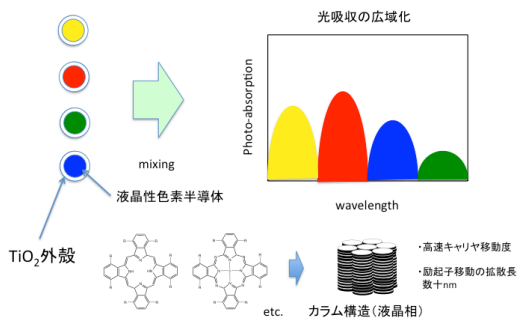 光吸収の広域化
Photo-absorption
mixing
wavelength
液晶性色素半導体
TiO₂外殻
etc.
カラム構造（液晶相）
・高速キャリヤ移動度
・励起子移動の拡散長
数十nm